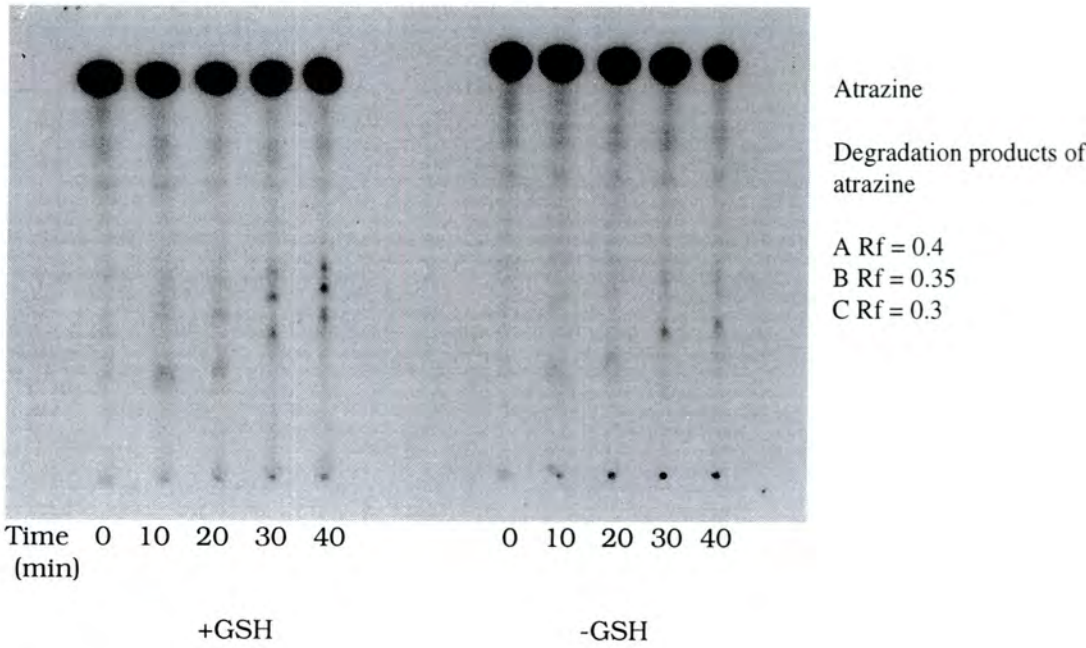 Atrazine
Degradation products of
atrazine
A Rf = 0.4
B Rf = 0.35
C Rf = 0.3
Time 0 10 20 30 40 0 10 20 30 40
(min)
+GSH -GSH